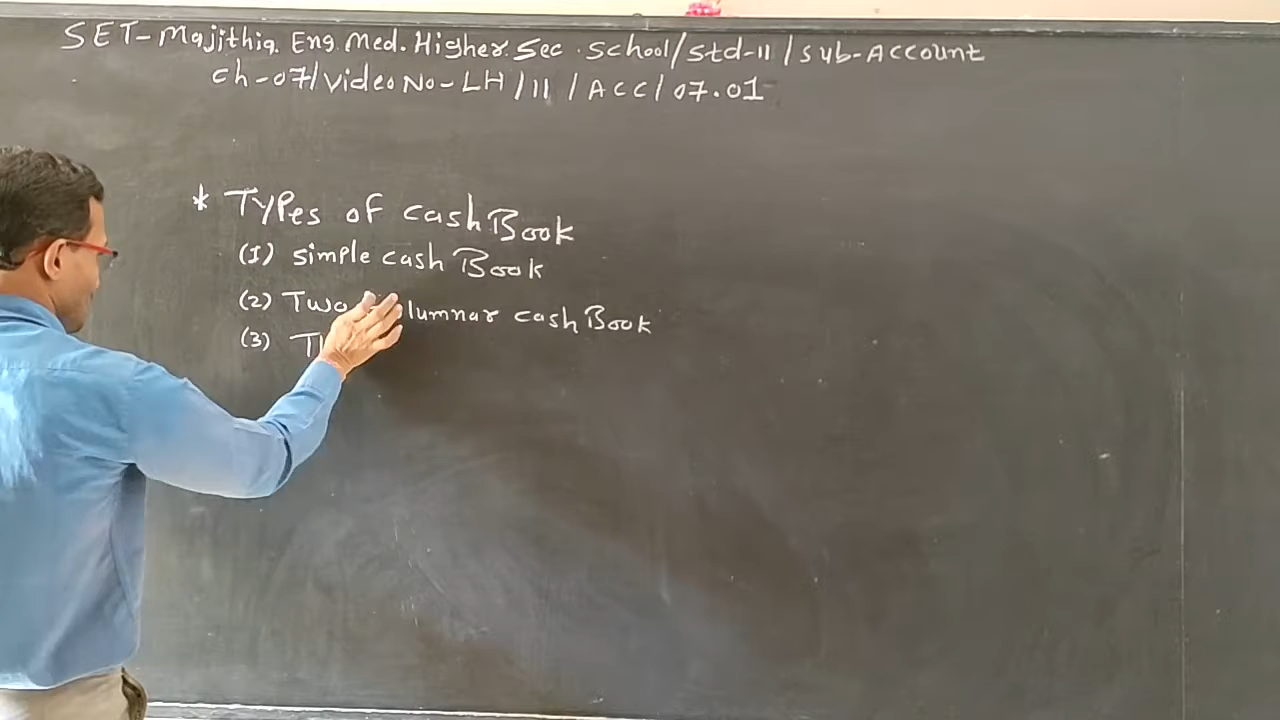 SET-Majithia Eng. Med. Higher. Sec. School/Std-11/Sub-Account
Ch-07/Video No-LH/11/ACC/07.01
* Types of cash Book
(1) simple cash Book
(2) Two lumnar cash Book
(3) T